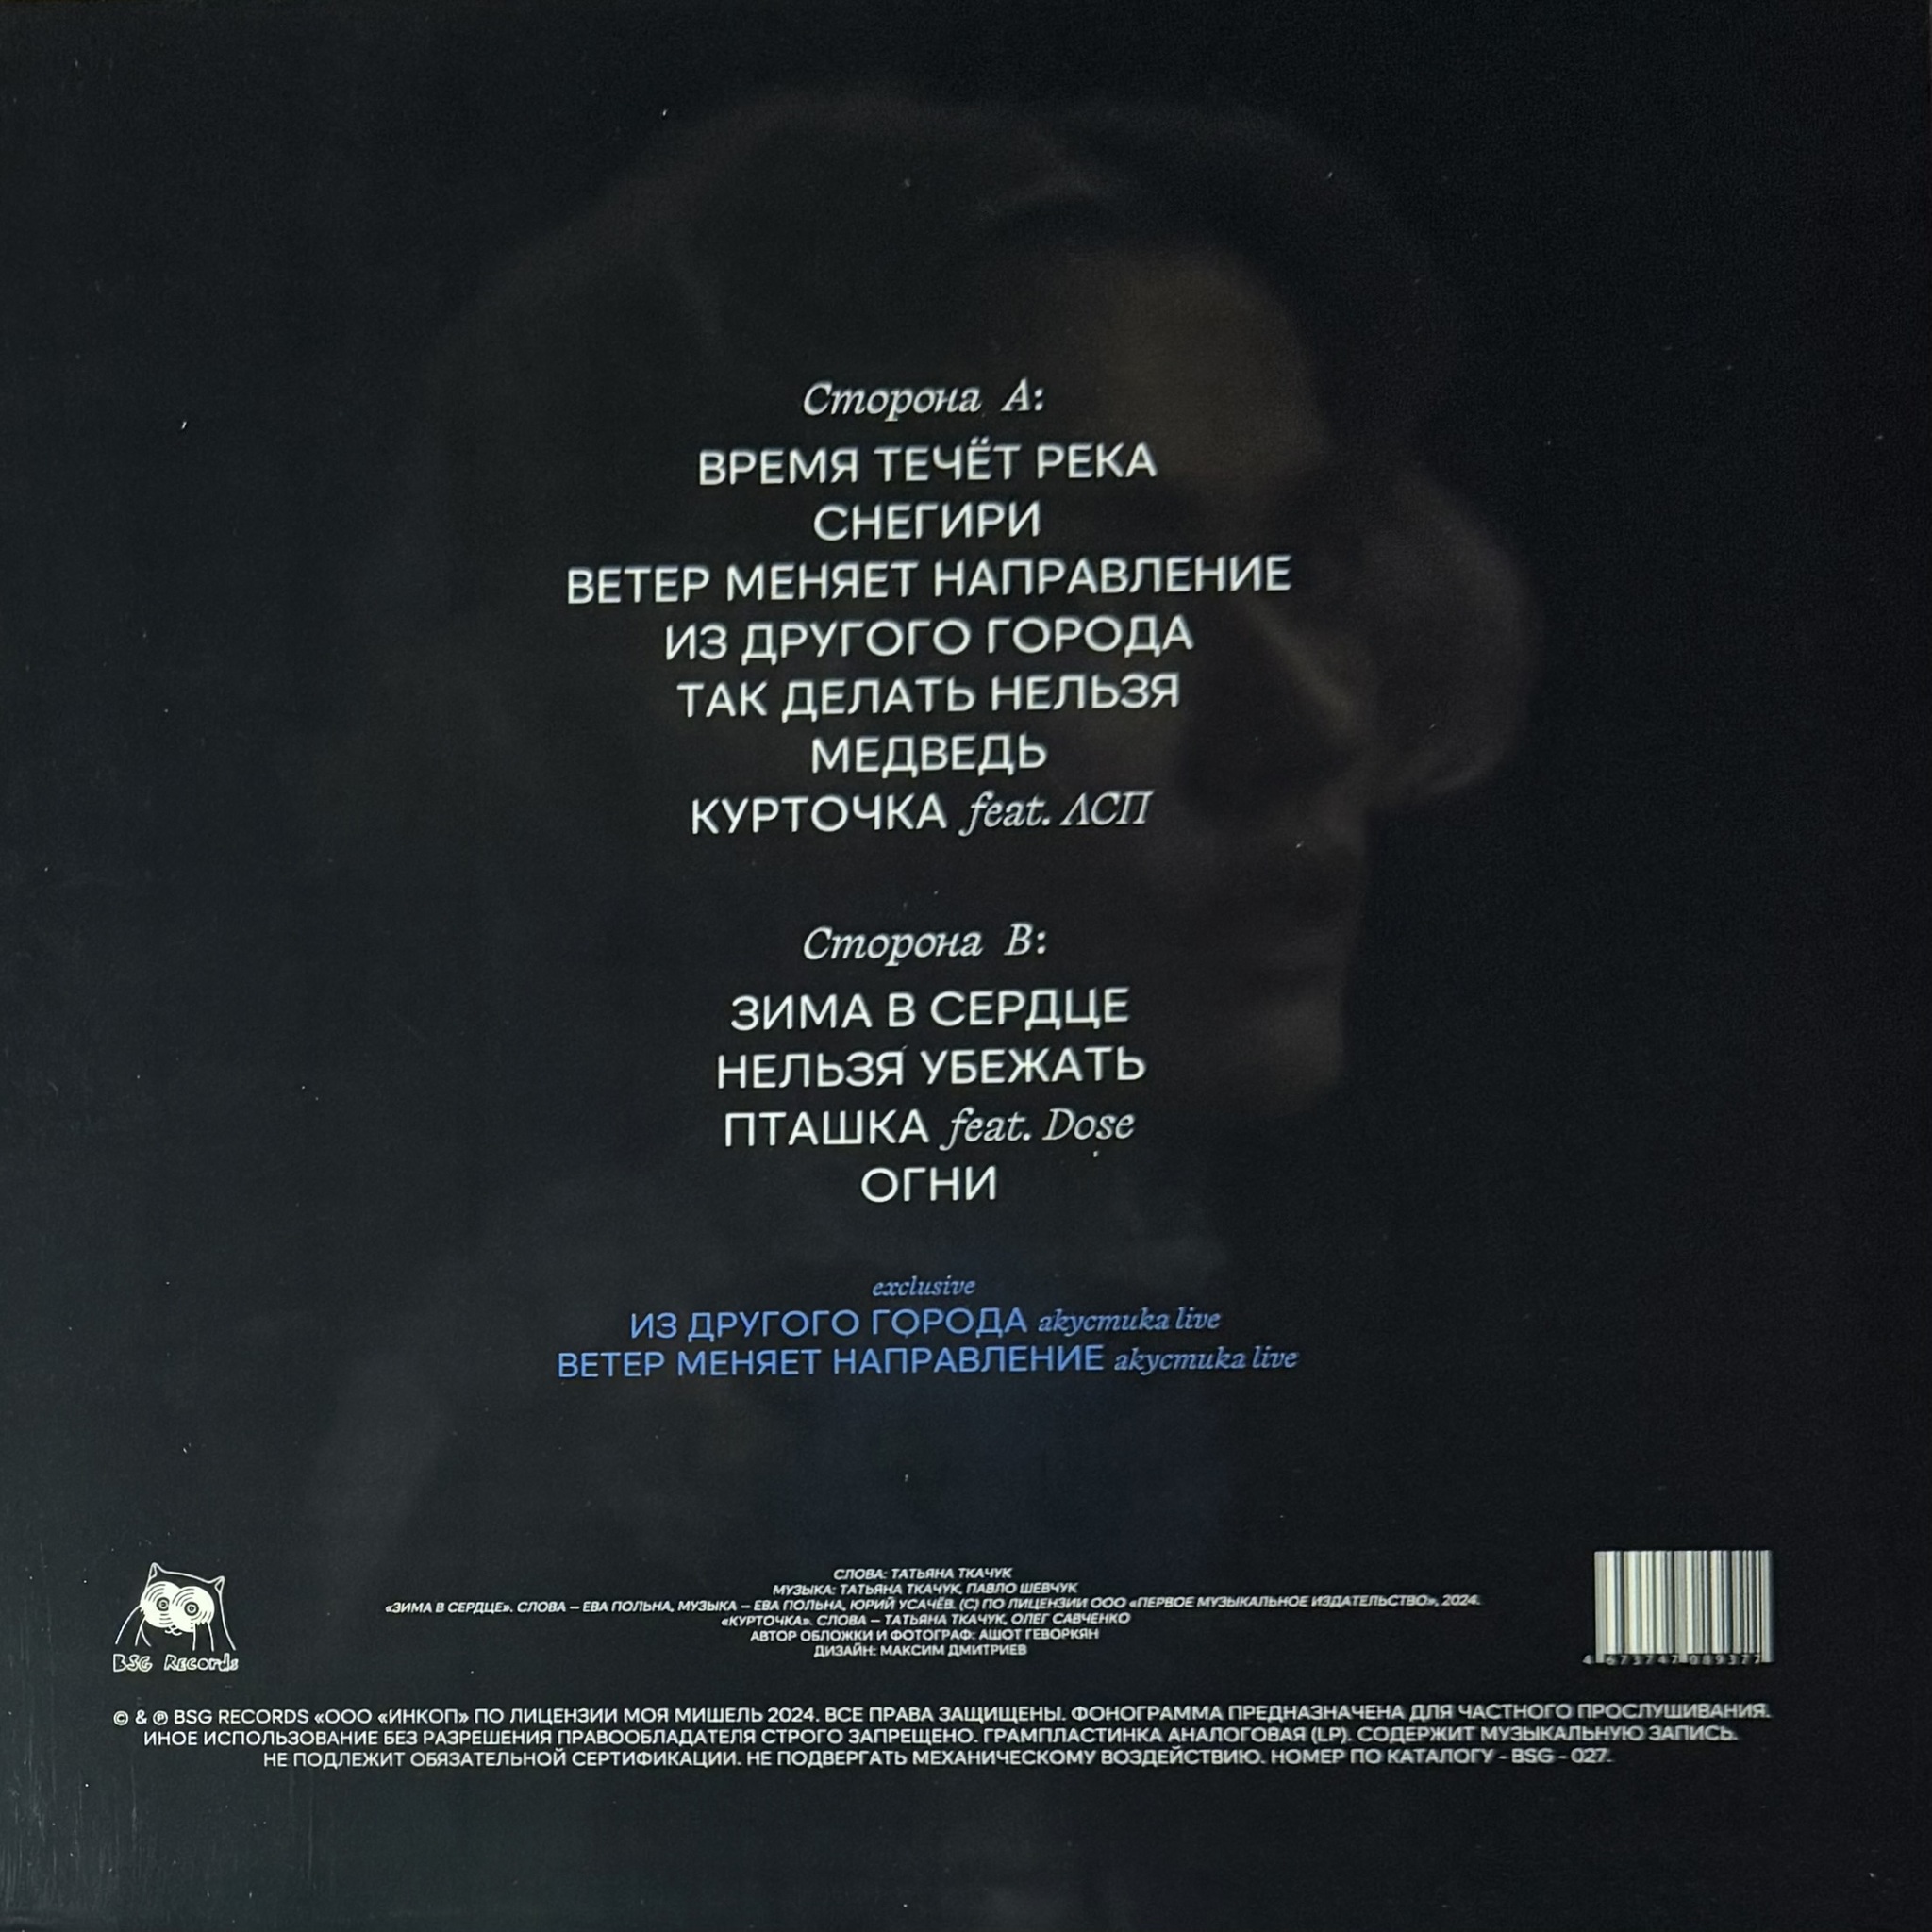 Сторона А:
ВРЕМЯ ТЕЧЁТ РЕКА
СНЕГИРИ
ВЕТЕР МЕНЯЕТ НАПРАВЛЕНИЕ
ИЗ ДРУГОГО ГОРОДА
ТАК ДЕЛАТЬ НЕЛЬЗЯ
МЕДВЕДЬ
КУРТОЧКА feat. ЛСП
Сторона B:
ЗИМА В СЕРДЦЕ
НЕЛЬЗЯ УБЕЖАТЬ
ПТАШКА feat. Dose
ОГНИ
exclusive
ИЗ ДРУГОГО ГОРОДА акустика live
ВЕТЕР МЕНЯЕТ НАПРАВЛЕНИЕ акустика live
СЛОВА: ТАТЬЯНА ТКАЧУК
МУЗЫКА: ТАТЬЯНА ТКАЧУК, ПАВЛО ШЕВЧУК
«ЗИМА В СЕРДЦЕ». СЛОВА – ЕВА ПОЛЬНА, МУЗЫКА – ЕВА ПОЛЬНА, ЮРИЙ УСАЧЁВ. (С) ПО ЛИЦЕНЗИИ ООО «ПЕРВОЕ МУЗЫКАЛЬНОЕ ИЗДАТЕЛЬСТВО», 2024.
«КУРТОЧКА». СЛОВА – ТАТЬЯНА ТКАЧУК, ОЛЕГ САВЧЕНКО
АВТОР ОБЛОЖКИ И ФОТОГРАФ: АШОТ ГЕВОРКЯН
ДИЗАЙН: МАКСИМ ДМИТРИЕВ
BSG Records
4 673747 089377
© & ℗ BSG RECORDS «ООО «ИНКОП» ПО ЛИЦЕНЗИИ МОЯ МИШЕЛЬ 2024. ВСЕ ПРАВА ЗАЩИЩЕНЫ. ФОНОГРАММА ПРЕДНАЗНАЧЕНА ДЛЯ ЧАСТНОГО ПРОСЛУШИВАНИЯ.
ИНОЕ ИСПОЛЬЗОВАНИЕ БЕЗ РАЗРЕШЕНИЯ ПРАВООБЛАДАТЕЛЯ СТРОГО ЗАПРЕЩЕНО. ГРАМПЛАСТИНКА АНАЛОГОВАЯ (LP). СОДЕРЖИТ МУЗЫКАЛЬНУЮ ЗАПИСЬ.
НЕ ПОДЛЕЖИТ ОБЯЗАТЕЛЬНОЙ СЕРТИФИКАЦИИ. НЕ ПОДВЕРГАТЬ МЕХАНИЧЕСКОМУ ВОЗДЕЙСТВИЮ. НОМЕР ПО КАТАЛОГУ - BSG - 027.